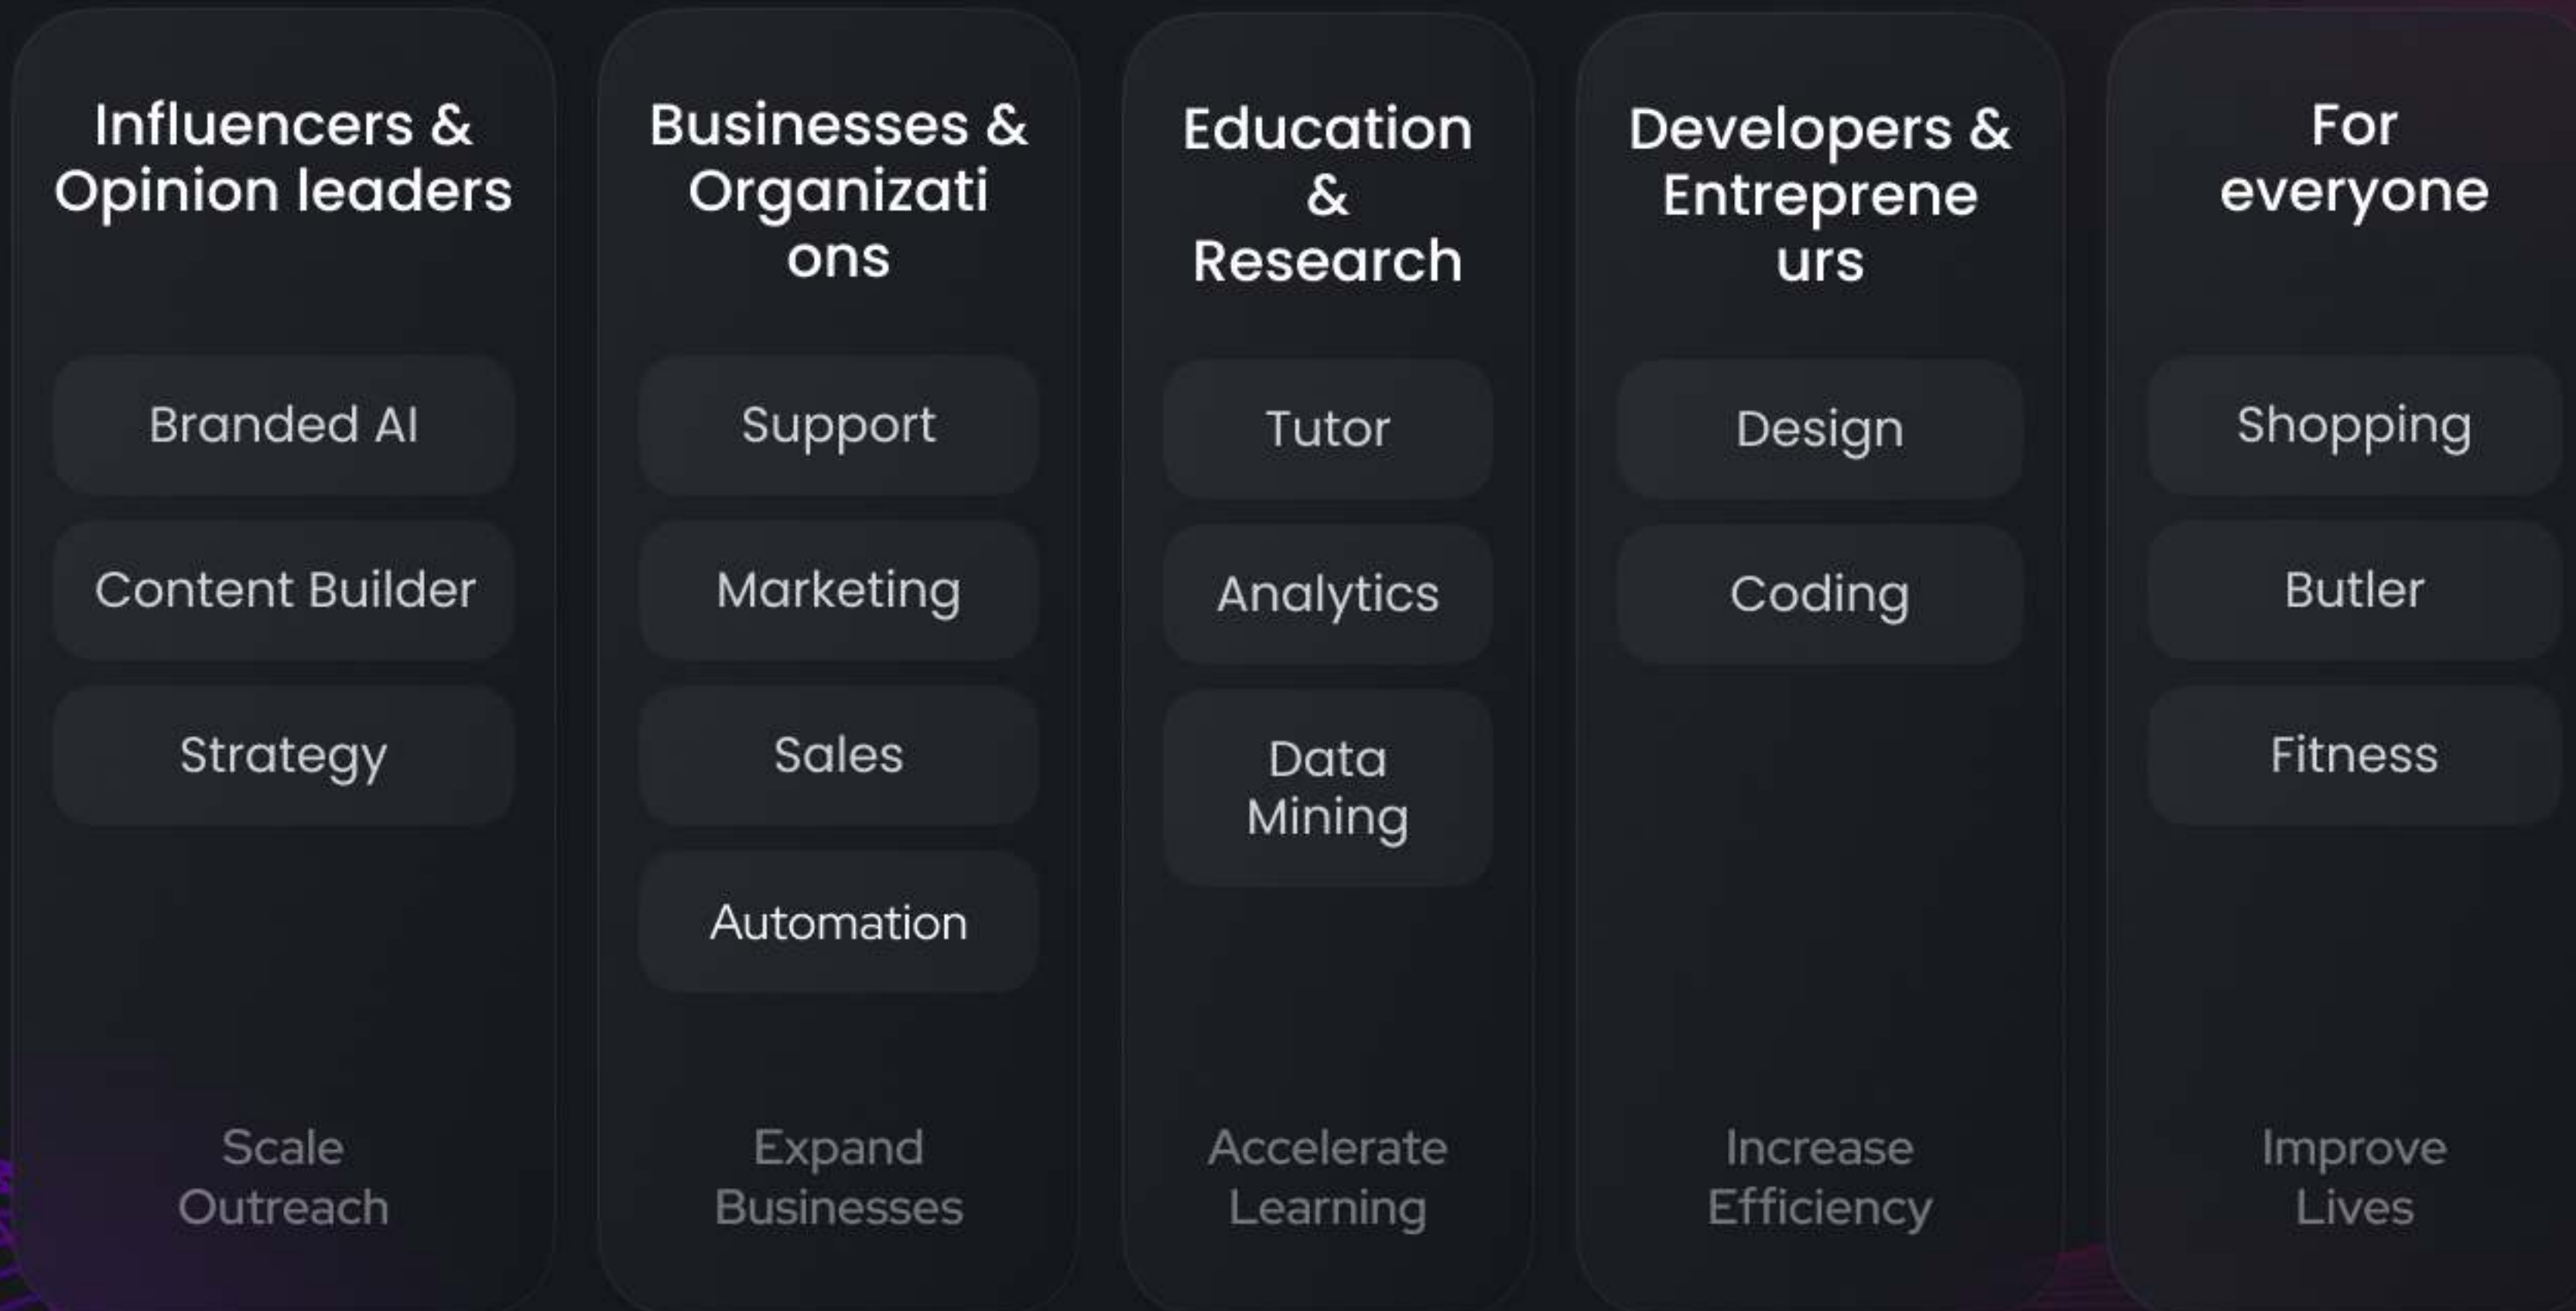 Influencers &
Opinion leaders
Branded AI
Content Builder
Strategy
Scale
Outreach
Businesses &
Organizati
ons
Support
Marketing
Sales
Automation
Expand
Businesses
Education
&
Research
Tutor
Analytics
Data
Mining
Accelerate
Learning
Developers &
Entreprene
urs
Design
Coding
Increase
Efficiency
For
everyone
Shopping
Butler
Fitness
Improve
Lives